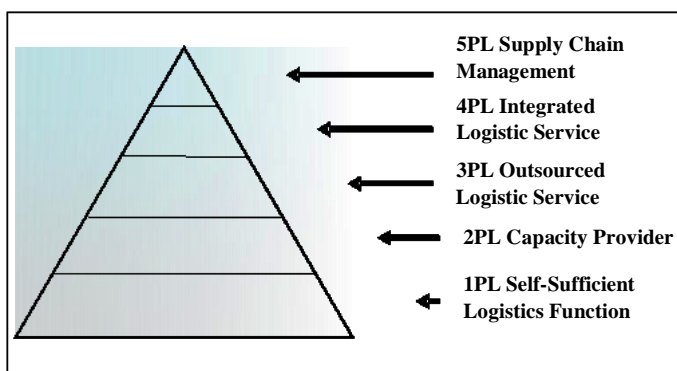 5PL Supply Chain
Management
4PL Integrated
Logistic Service
3PL Outsourced
Logistic Service
2PL Capacity Provider
1PL Self-Sufficient
Logistics Function